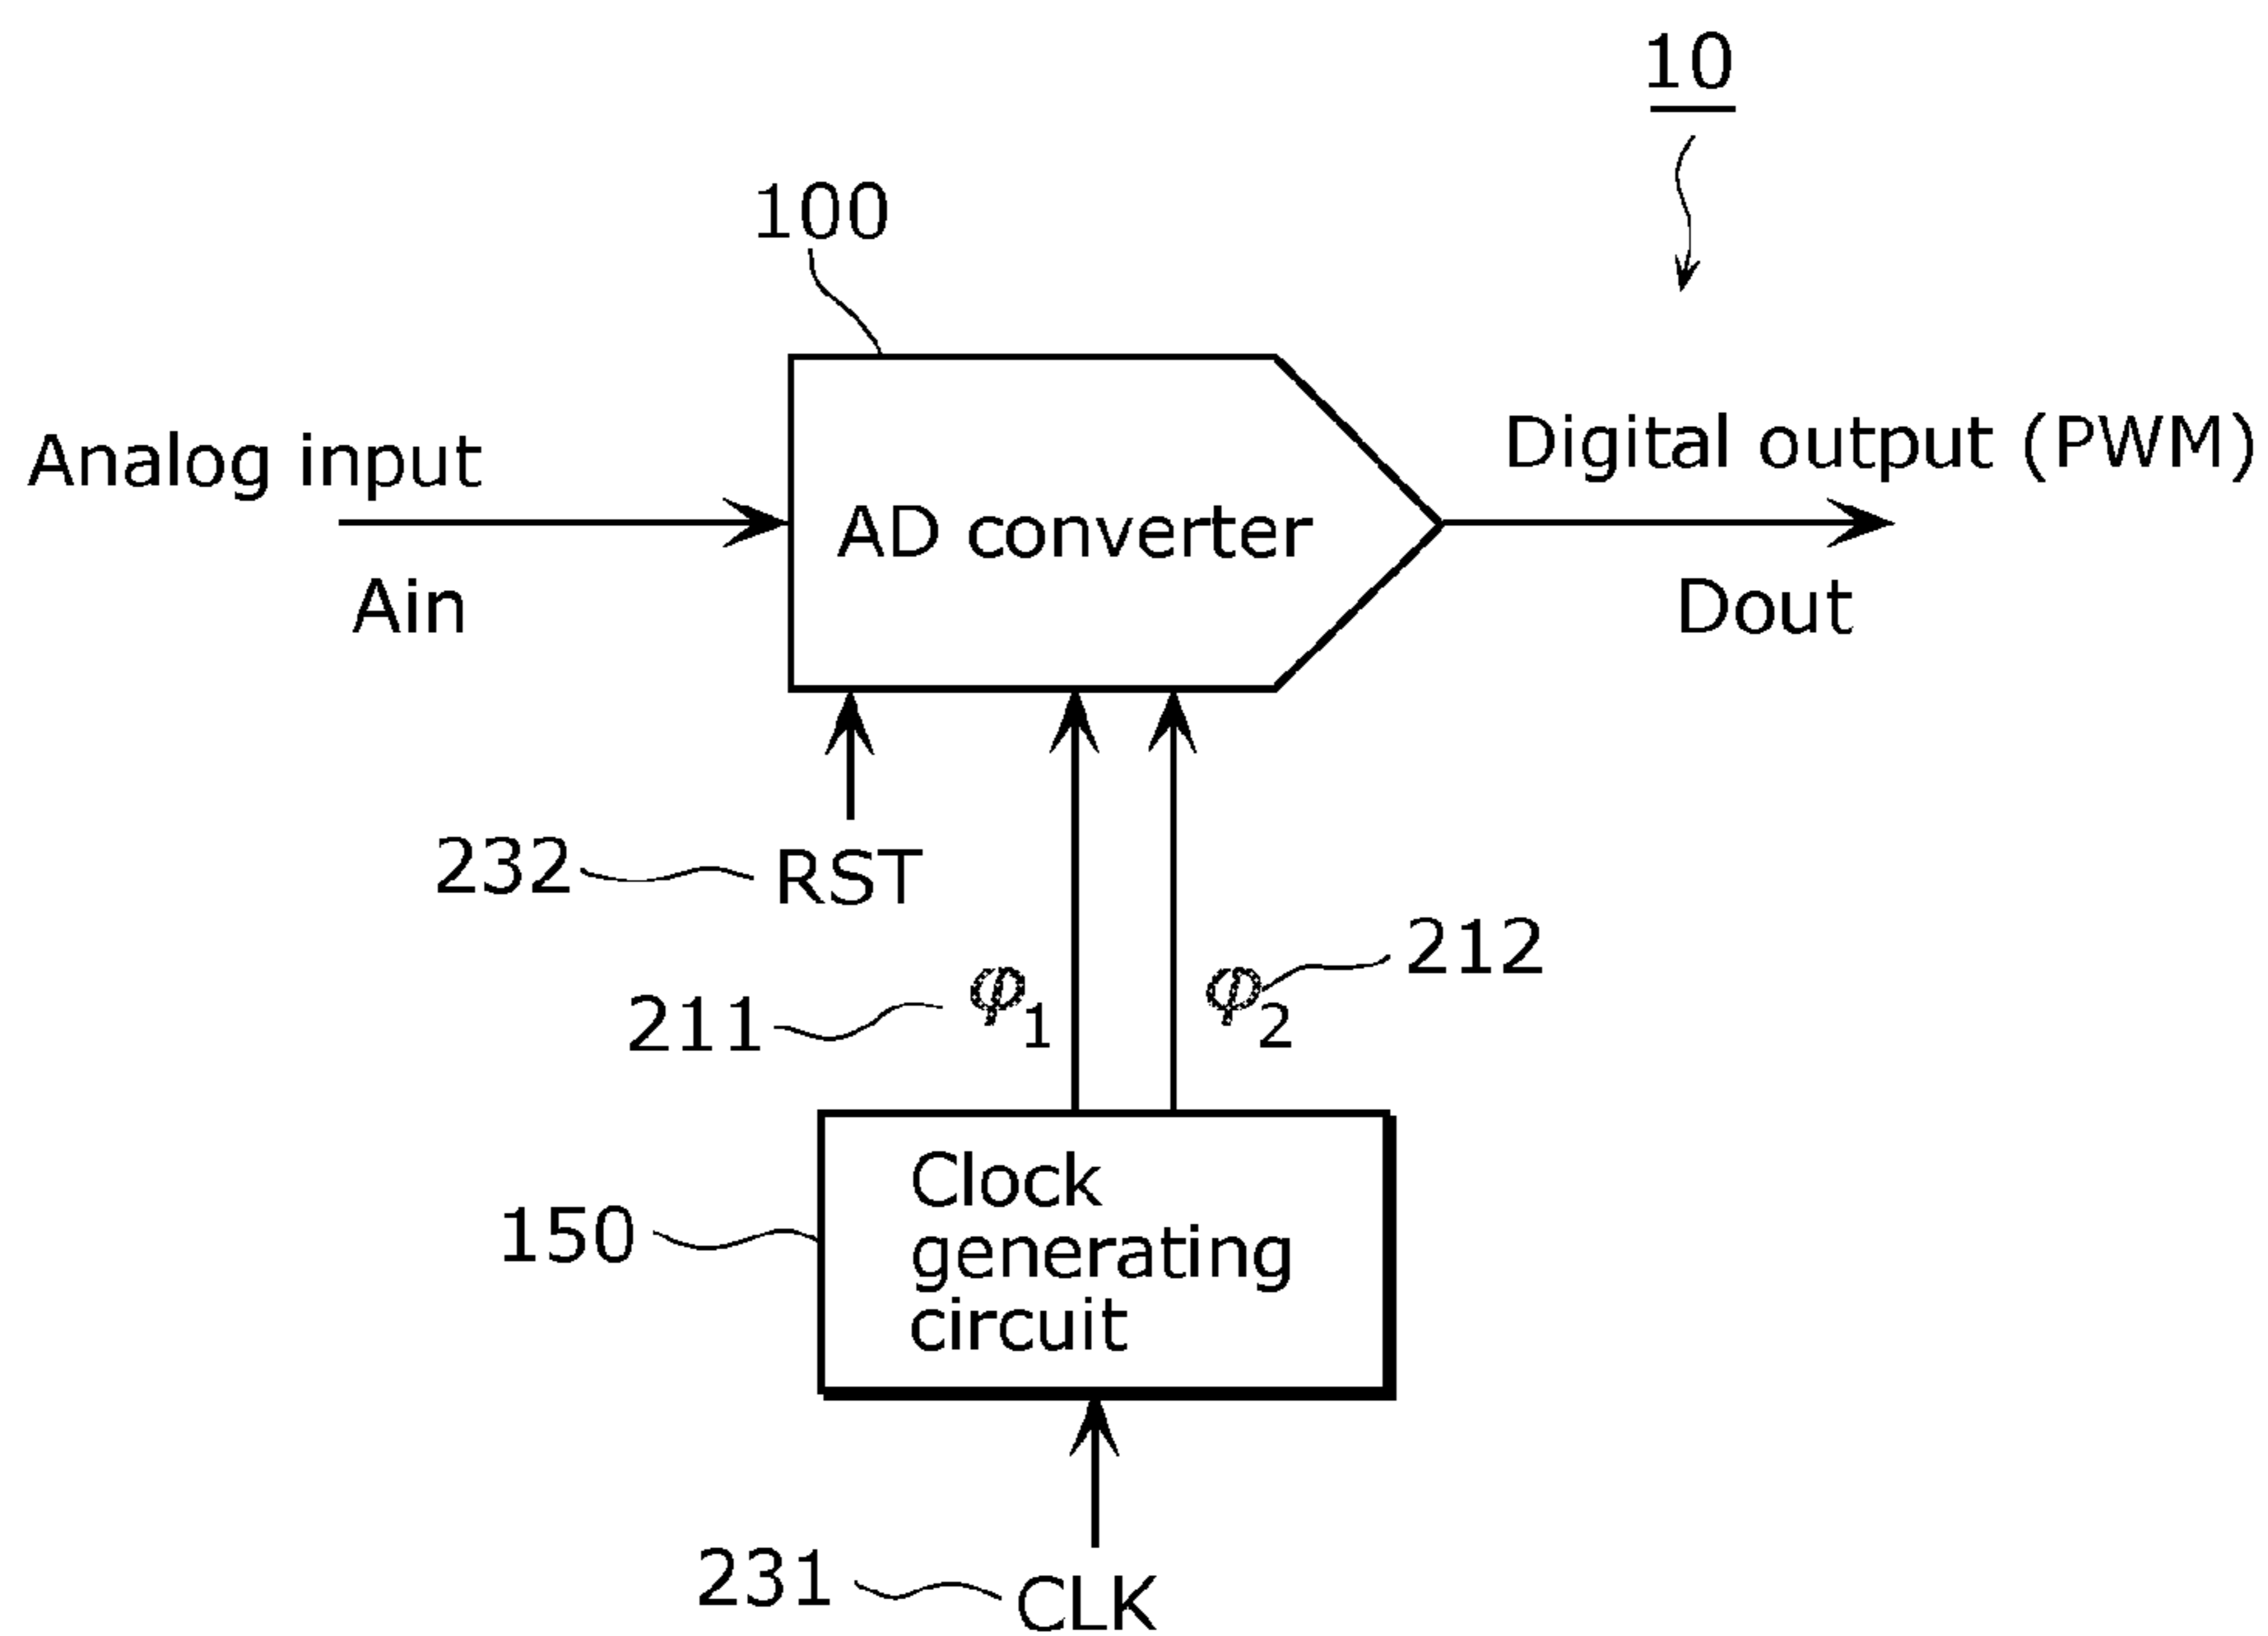 10
100
Analog input
Digital output (PWM)
AD converter
Ain
Dout
232
RST
212
211
φ1
φ2
Clock
generating
circuit
150
231
CLK